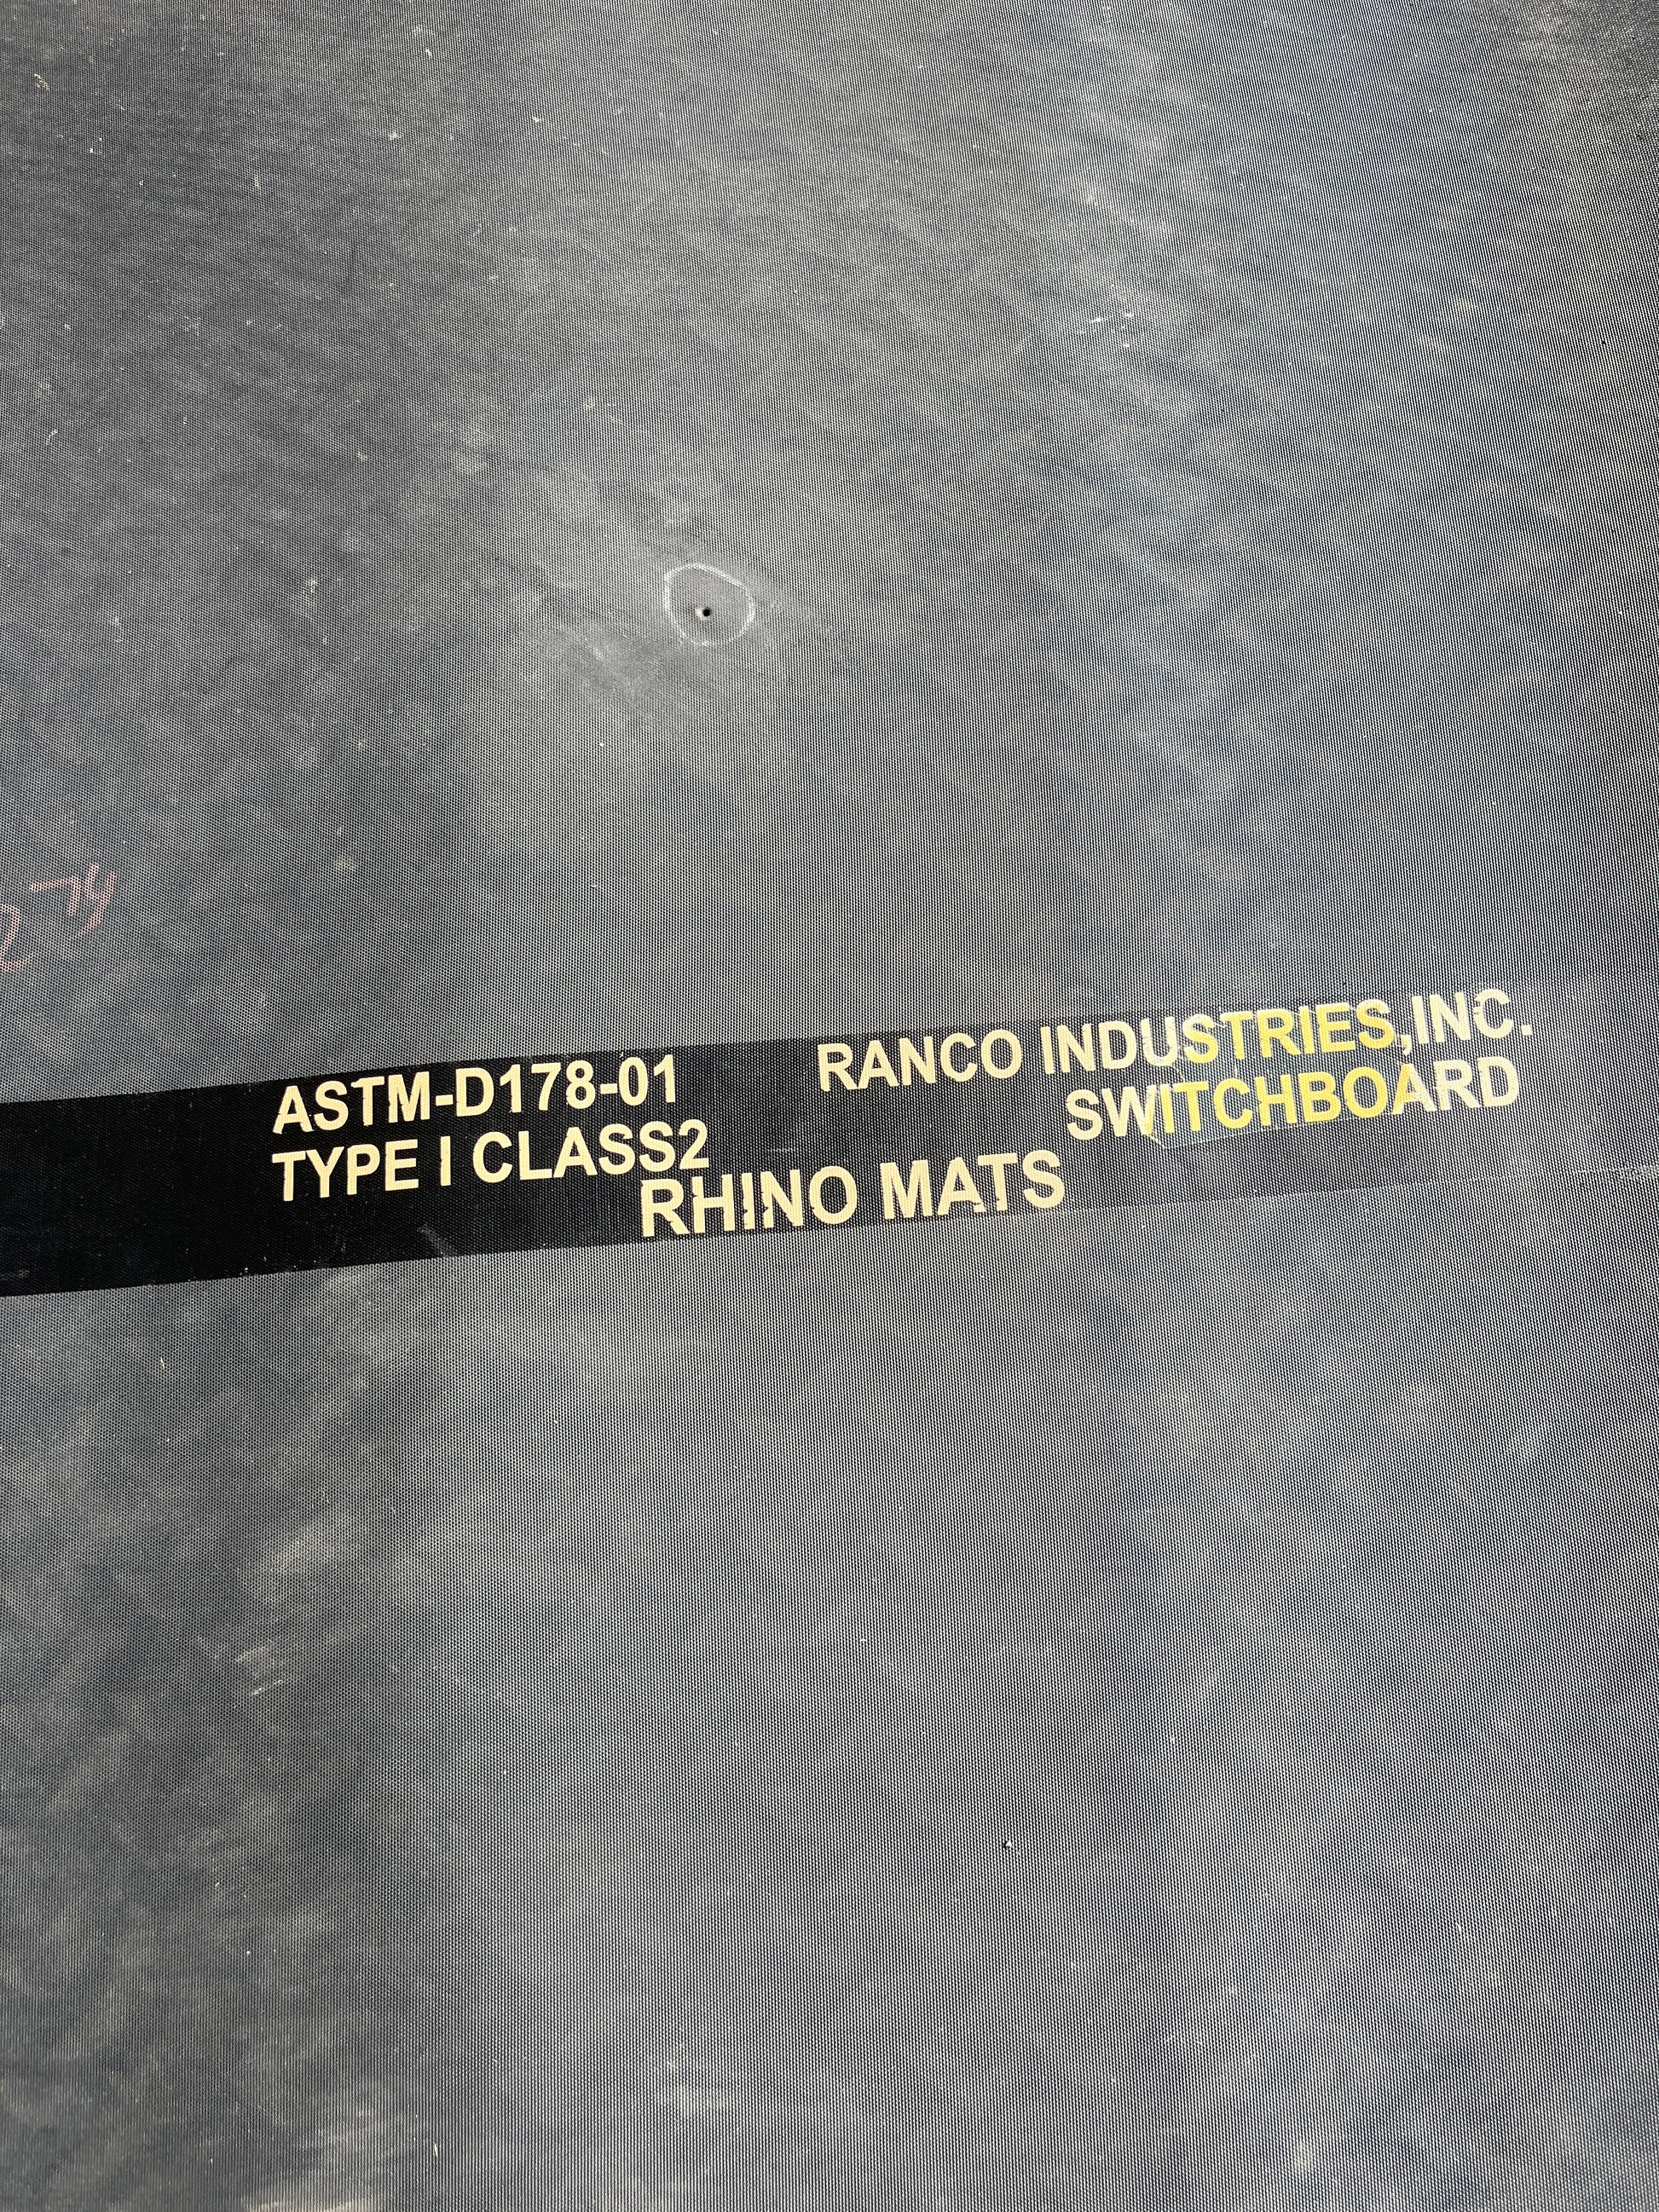 ASTM-D178-01
TYPE I CLASS2
RANCO INDUSTRIES,INC.
SWITCHBOARD
RHINO MATS